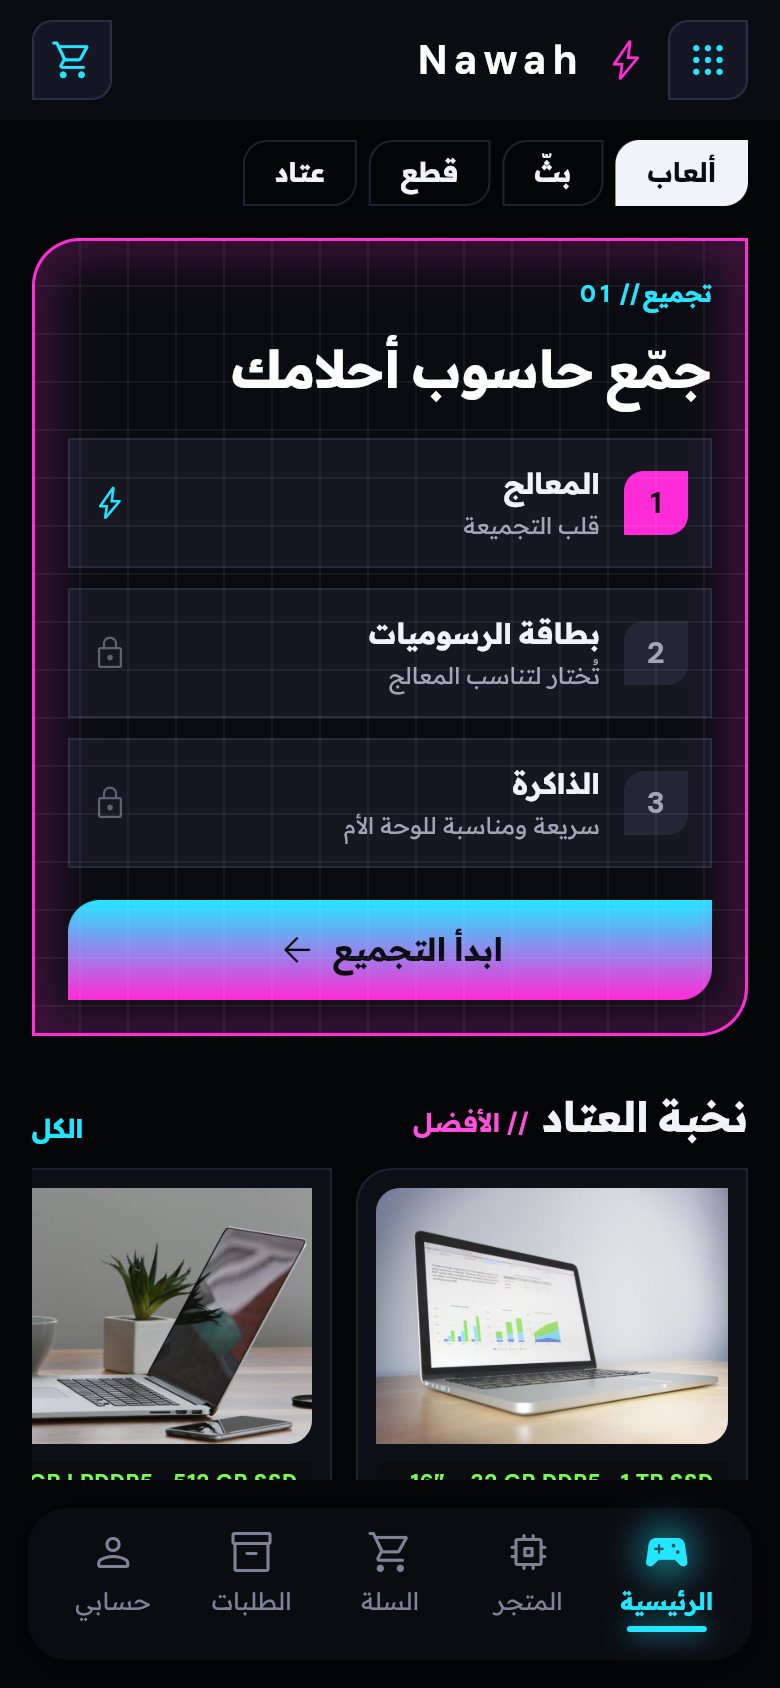 Nawah
ألعاب
بثّ
قطع
عتاد
تجميع // 01
جمّع حاسوب أحلامك
1
المعالج
قلب التجميعة
2
بطاقة الرسوميات
تُختار لتناسب المعالج
3
الذاكرة
سريعة ومناسبة للوحة الأم
ابدأ التجميع
نخبة العتاد // الأفضل
الكل
الرئيسية
المتجر
السلة
الطلبات
حسابي